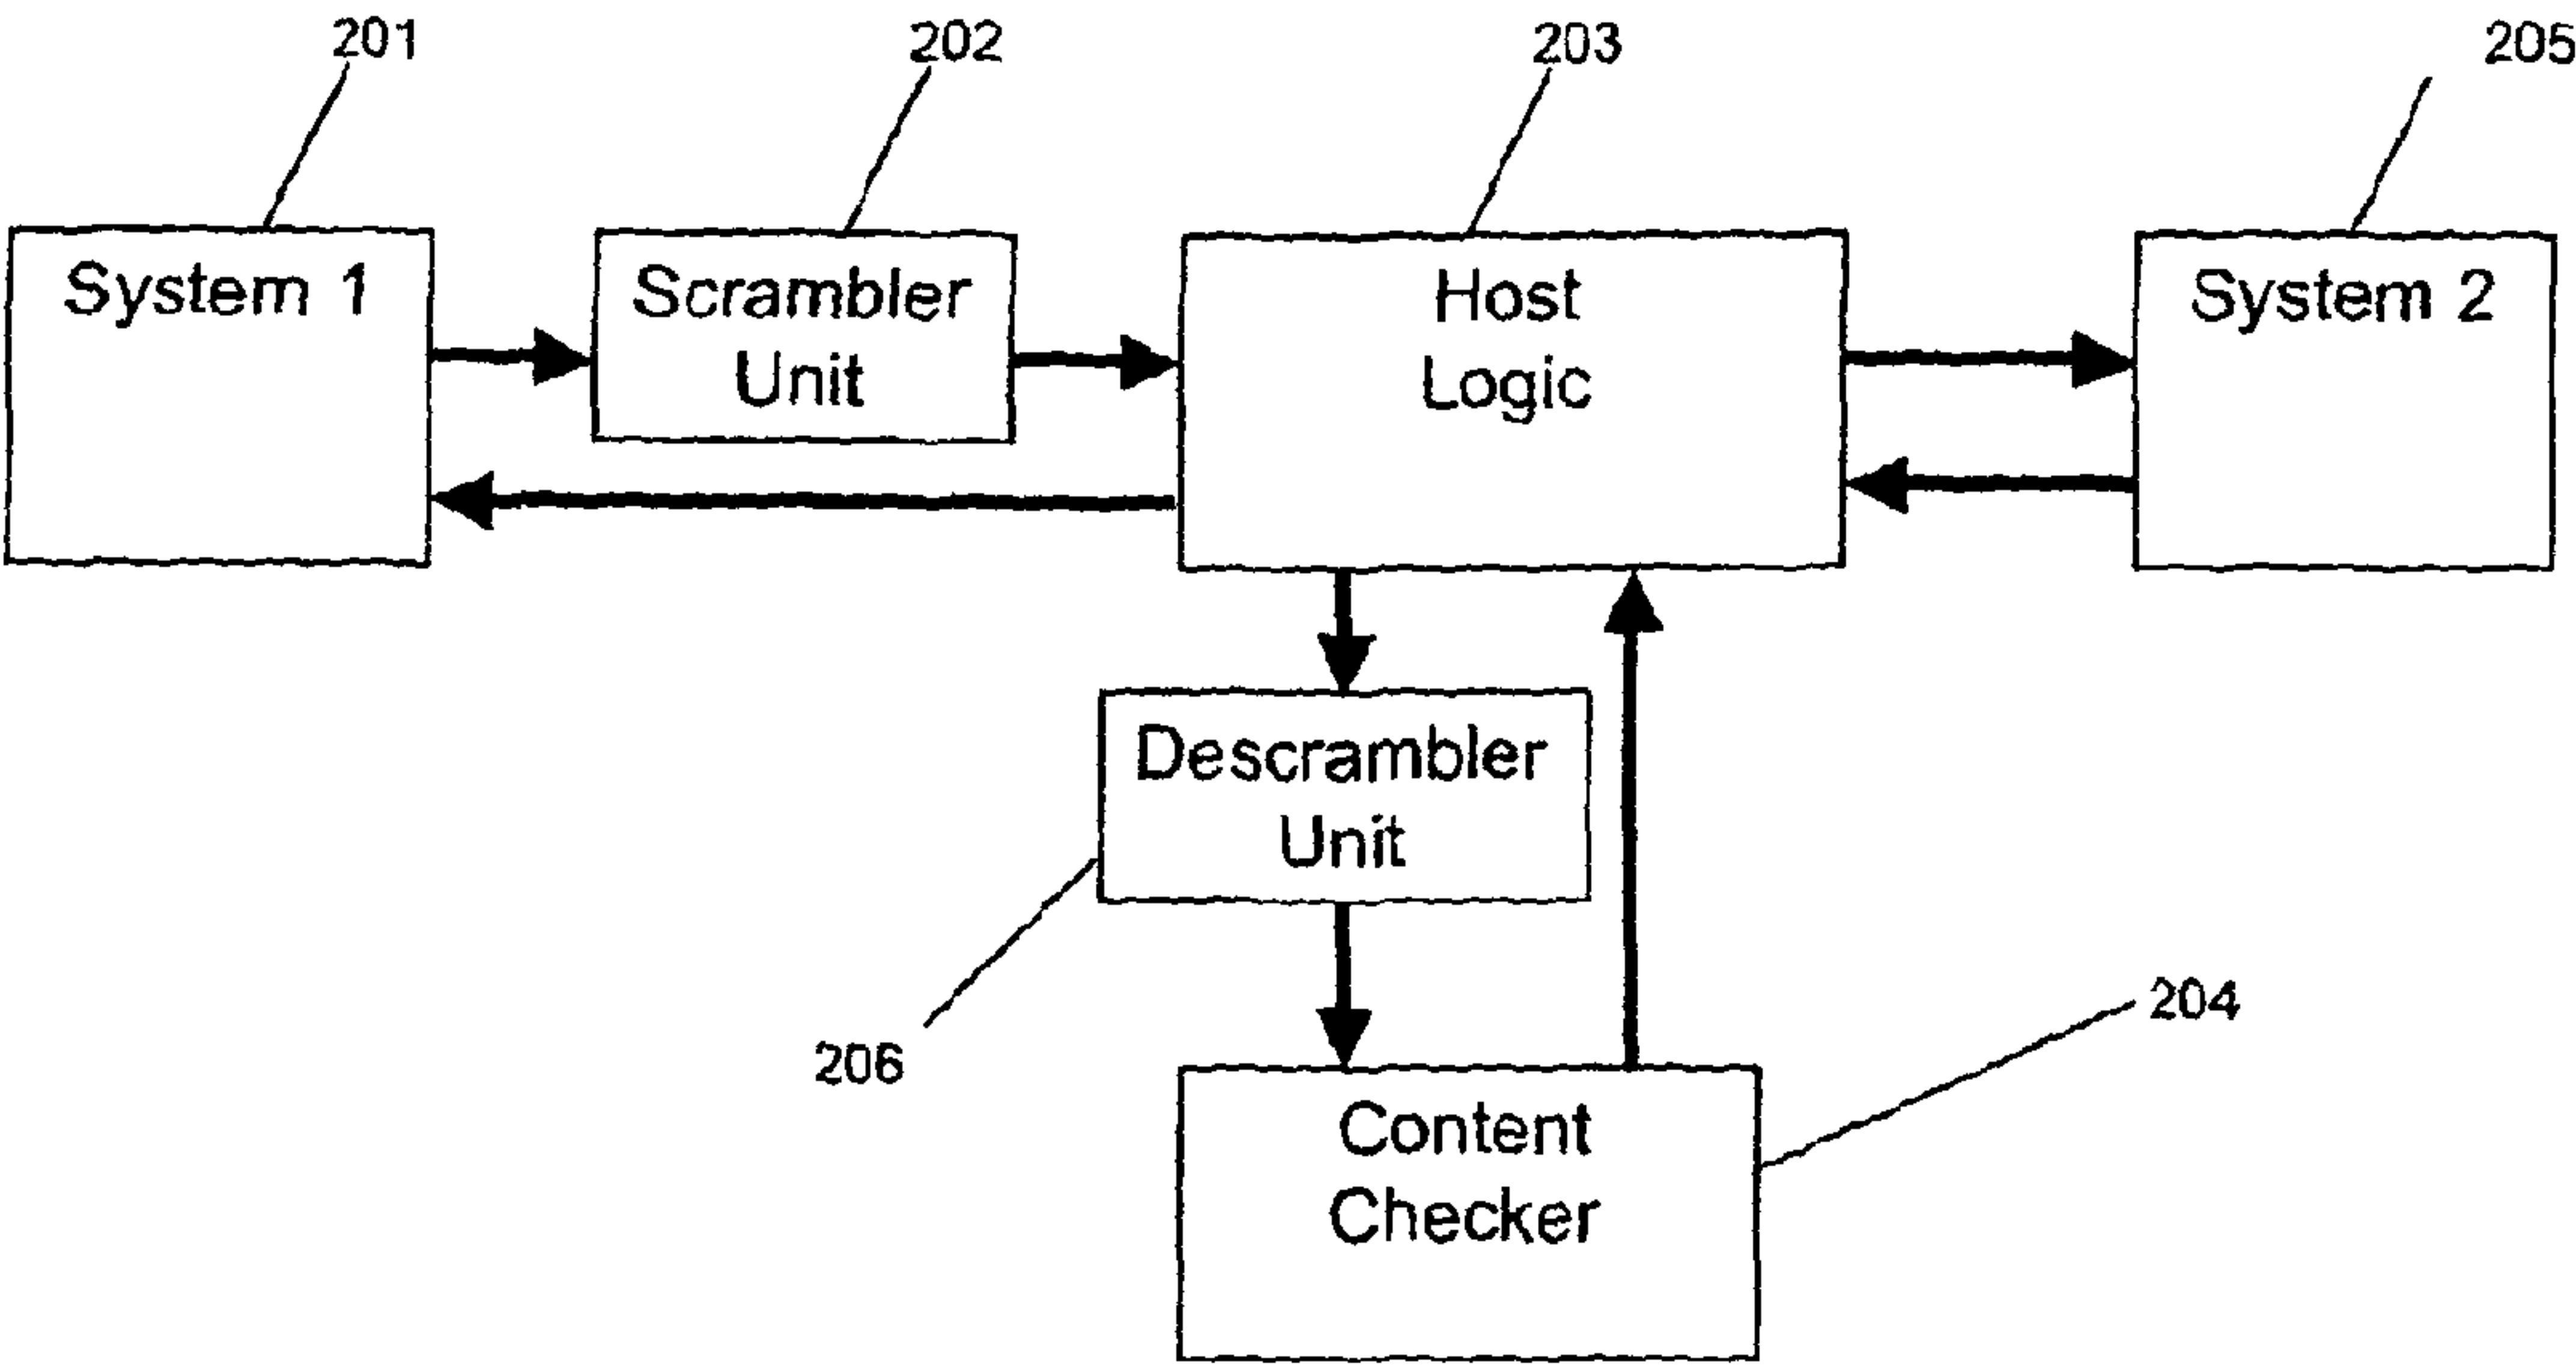 201
202
203
205
System 1
Scrambler
Unit
Host
Logic
System 2
Descrambler
Unit
206
204
Content
Checker